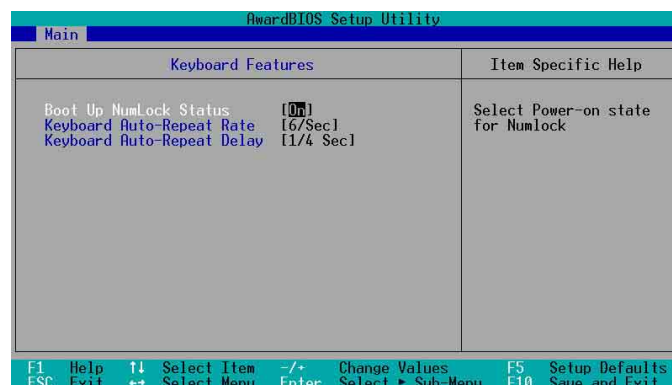 AwardBIOS Setup Utility
Main
Keyboard Features
Item Specific Help
Boot Up NumLock Status [On]
Keyboard Auto-Repeat Rate [6/Sec]
Keyboard Auto-Repeat Delay [1/4 Sec]
Select Power-on state
for Numlock
F1 Help ↑↓ Select Item -/+ Change Values F5 Setup Defaults
ESC Exit ←→ Select Menu Enter Select ► Sub-Menu F10 Save and Exits